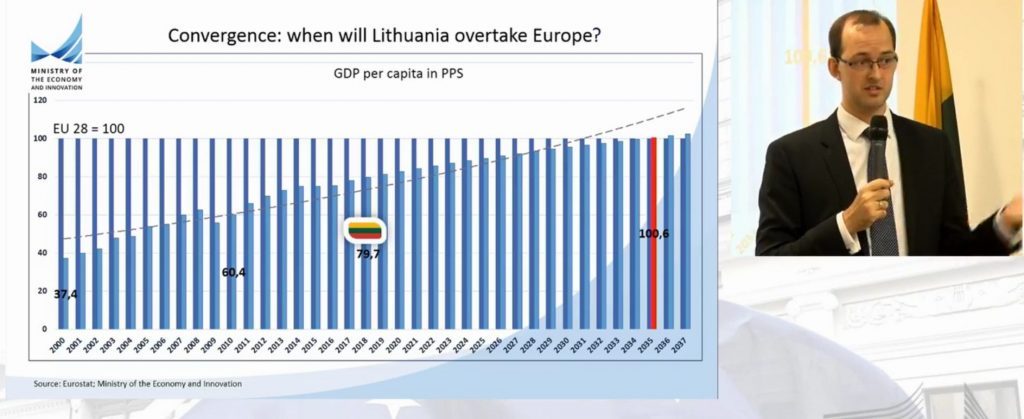 Convergence: when will Lithuania overtake Europe?
MINISTRY OF
THE ECONOMY
AND INNOVATION
GDP per capita in PPS
120
EU 28 = 100
100
80
60
40
20
0
37,4
60,4
79,7
100,6
2000 2001 2002 2003 2004 2005 2006 2007 2008 2009 2010 2011 2012 2013 2014 2015 2016 2017 2018 2019 2020 2021 2022 2023 2024 2025 2026 2027 2028 2029 2030 2031 2032 2033 2034 2035 2036 2037
Source: Eurostat; Ministry of the Economy and Innovation